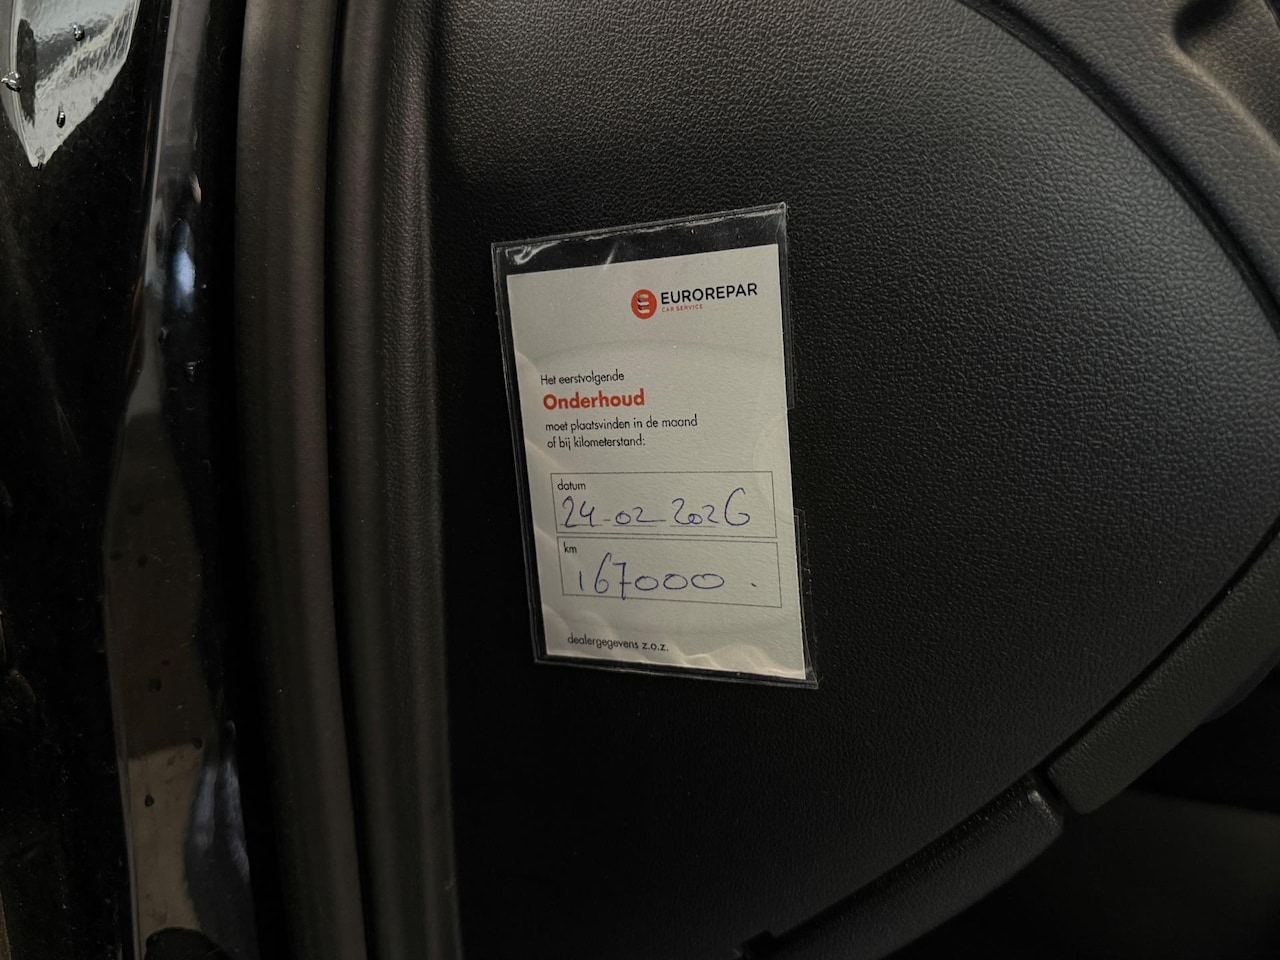 EUROREPAR
CAR SERVICE
Het eerstvolgende
Onderhoud
moet plaatsvinden in de maand
of bij kilometerstand:
datum
24-02-2026
km
167000.
dealergegevens z.o.z.